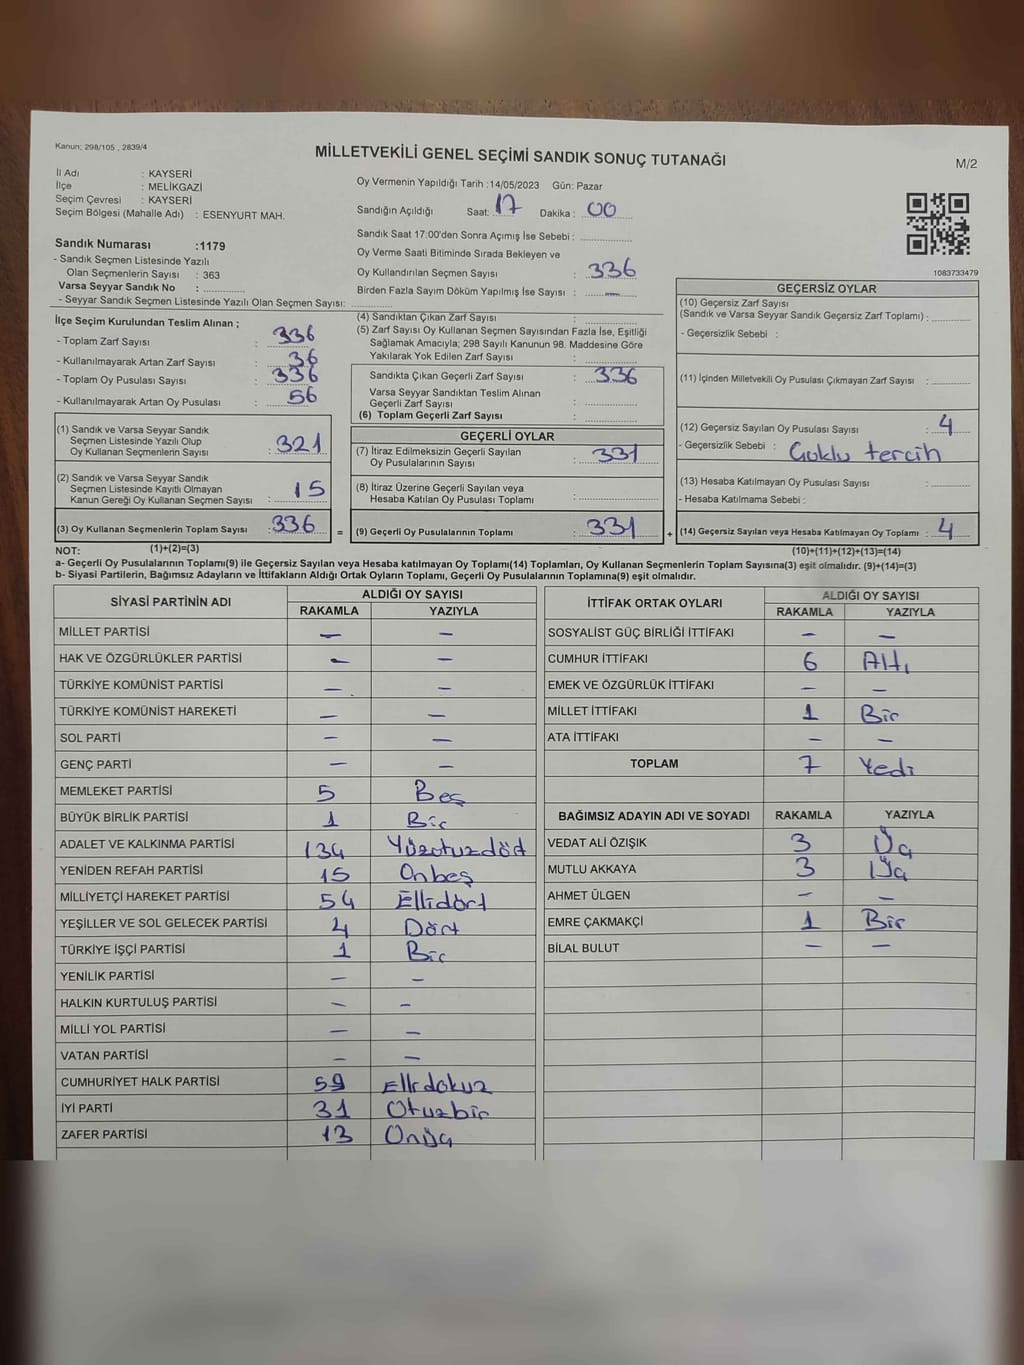 Kanun; 298/105 , 2839/4
MİLLETVEKİLİ GENEL SEÇİMİ SANDIK SONUÇ TUTANAĞI
M/2
İl Adı : KAYSERİ
İlçe : MELİKGAZİ
Seçim Çevresi : KAYSERİ
Seçim Bölgesi (Mahalle Adı) : ESENYURT MAH.
Oy Vermenin Yapıldığı Tarih :14/05/2023 Gün: Pazar
Sandığın Açıldığı Saat: 17 Dakika : 00
Sandık Saat 17:00'den Sonra Açımış İse Sebebi :
Oy Verme Saati Bitiminde Sırada Bekleyen ve
Oy Kullandırılan Seçmen Sayısı : 336
Birden Fazla Sayım Döküm Yapılmış İse Sayısı : —
1083733479
Sandık Numarası :1179
- Sandık Seçmen Listesinde Yazılı
Olan Seçmenlerin Sayısı : 363
Varsa Seyyar Sandık No :
- Seyyar Sandık Seçmen Listesinde Yazılı Olan Seçmen Sayısı:
İlçe Seçim Kurulundan Teslim Alınan ;
- Toplam Zarf Sayısı : 336
- Kullanılmayarak Artan Zarf Sayısı : 36
- Toplam Oy Pusulası Sayısı : 336
- Kullanılmayarak Artan Oy Pusulası : 56
(1) Sandık ve Varsa Seyyar Sandık
Seçmen Listesinde Yazılı Olup
Oy Kullanan Seçmenlerin Sayısı : 321
(2) Sandık ve Varsa Seyyar Sandık
Seçmen Listesinde Kayıtlı Olmayan
Kanun Gereği Oy Kullanan Seçmen Sayısı : 15
(3) Oy Kullanan Seçmenlerin Toplam Sayısı : 336 =
(1)+(2)=(3)
(4) Sandıktan Çıkan Zarf Sayısı :
(5) Zarf Sayısı Oy Kullanan Seçmen Sayısından Fazla İse, Eşitliği
Sağlamak Amacıyla; 298 Sayılı Kanunun 98. Maddesine Göre
Yakılarak Yok Edilen Zarf Sayısı :
Sandıkta Çıkan Geçerli Zarf Sayısı : 336
Varsa Seyyar Sandıktan Teslim Alınan
Geçerli Zarf Sayısı :
(6) Toplam Geçerli Zarf Sayısı :
GEÇERLİ OYLAR
(7) İtiraz Edilmeksizin Geçerli Sayılan
Oy Pusulalarının Sayısı : 331
(8) İtiraz Üzerine Geçerli Sayılan veya
Hesaba Katılan Oy Pusulası Toplamı :
(9) Geçerli Oy Pusulalarının Toplamı : 331 +
GEÇERSİZ OYLAR
(10) Geçersiz Zarf Sayısı
(Sandık ve Varsa Seyyar Sandık Geçersiz Zarf Toplamı) :
- Geçersizlik Sebebi :
(11) İçinden Milletvekili Oy Pusulası Çıkmayan Zarf Sayısı :
(12) Geçersiz Sayılan Oy Pusulası Sayısı : 4
- Geçersizlik Sebebi : Çoklu tercih
(13) Hesaba Katılmayan Oy Pusulası Sayısı :
- Hesaba Katılmama Sebebi :
(14) Geçersiz Sayılan veya Hesaba Katılmayan Oy Toplamı : 4
(10)+(11)+(12)+(13)=(14)
NOT:
a- Geçerli Oy Pusulalarının Toplamı(9) ile Geçersiz Sayılan veya Hesaba katılmayan Oy Toplamı(14) Toplamları, Oy Kullanan Seçmenlerin Toplam Sayısına(3) eşit olmalıdır. (9)+(14)=(3)
b- Siyasi Partilerin, Bağımsız Adayların ve İttifakların Aldığı Ortak Oyların Toplamı, Geçerli Oy Pusulalarının Toplamına(9) eşit olmalıdır.
SİYASİ PARTİNİN ADI ALDIĞI OY SAYISI
RAKAMLA YAZIYLA
MİLLET PARTİSİ — —
HAK VE ÖZGÜRLÜKLER PARTİSİ — —
TÜRKİYE KOMÜNİST PARTİSİ — —
TÜRKİYE KOMÜNİST HAREKETİ — —
SOL PARTİ — —
GENÇ PARTİ — —
MEMLEKET PARTİSİ 5 Beş
BÜYÜK BİRLİK PARTİSİ 1 Bir
ADALET VE KALKINMA PARTİSİ 134 Yüzotuzdöd
YENİDEN REFAH PARTİSİ 15 Onbeş
MİLLİYETÇİ HAREKET PARTİSİ 54 Ellidört
YEŞİLLER VE SOL GELECEK PARTİSİ 4 Dört
TÜRKİYE İŞÇİ PARTİSİ 1 Bir
YENİLİK PARTİSİ — —
HALKIN KURTULUŞ PARTİSİ — —
MİLLİ YOL PARTİSİ — —
VATAN PARTİSİ — —
CUMHURİYET HALK PARTİSİ 59 Ellidokuz
İYİ PARTİ 31 Otuzbir
ZAFER PARTİSİ 13 Onüç
İTTİFAK ORTAK OYLARI ALDIĞI OY SAYISI
RAKAMLA YAZIYLA
SOSYALİST GÜÇ BİRLİĞİ İTTİFAKI — —
CUMHUR İTTİFAKI 6 Altı
EMEK VE ÖZGÜRLÜK İTTİFAKI — —
MİLLET İTTİFAKI 1 Bir
ATA İTTİFAKI — —
TOPLAM 7 Yedi
BAĞIMSIZ ADAYIN ADI VE SOYADI RAKAMLA YAZIYLA
VEDAT ALİ ÖZIŞIK 3 Üç
MUTLU AKKAYA 3 Üç
AHMET ÜLGEN — —
EMRE ÇAKMAKÇİ 1 Bir
BİLAL BULUT — —